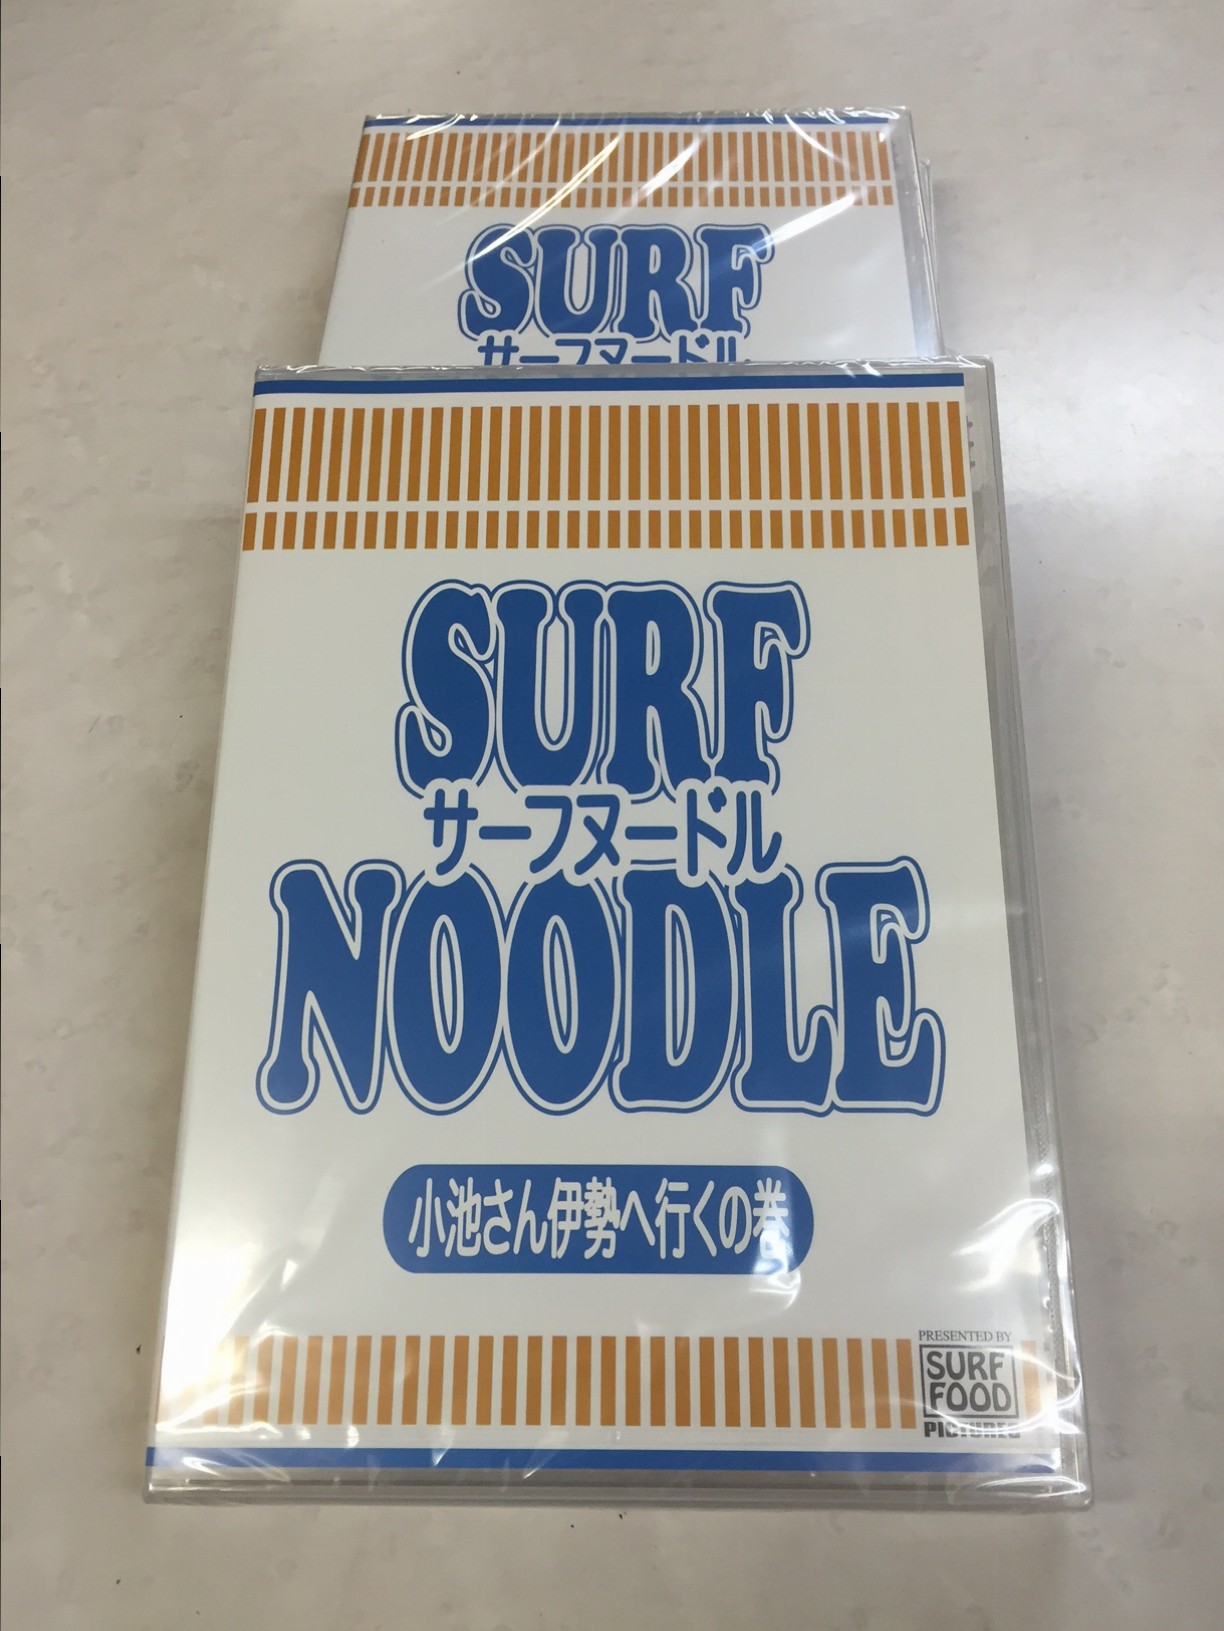 SURF
サーフヌードル
SURF
サーフヌードル
NOODLE
小池さん伊勢へ行くの巻
PRESENTED BY
SURF
FOOD
PICTURES